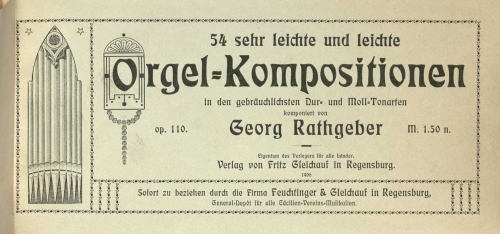 54 sehr leichte und leichte
Orgel=Kompositionen
in den gebräuchlichsten Dur- und Moll-Tonarten
komponiert von
op. 110. Georg Rathgeber M. 1.50 n.
Eigentum des Verlegers für alle Länder.
Verlag von Fritz Gleichauf in Regensburg.
1906
Sofort zu beziehen durch die Firma Feuchtinger & Gleichauf in Regensburg,
General-Depôt für alle Cäcilien-Vereins-Musikalien.